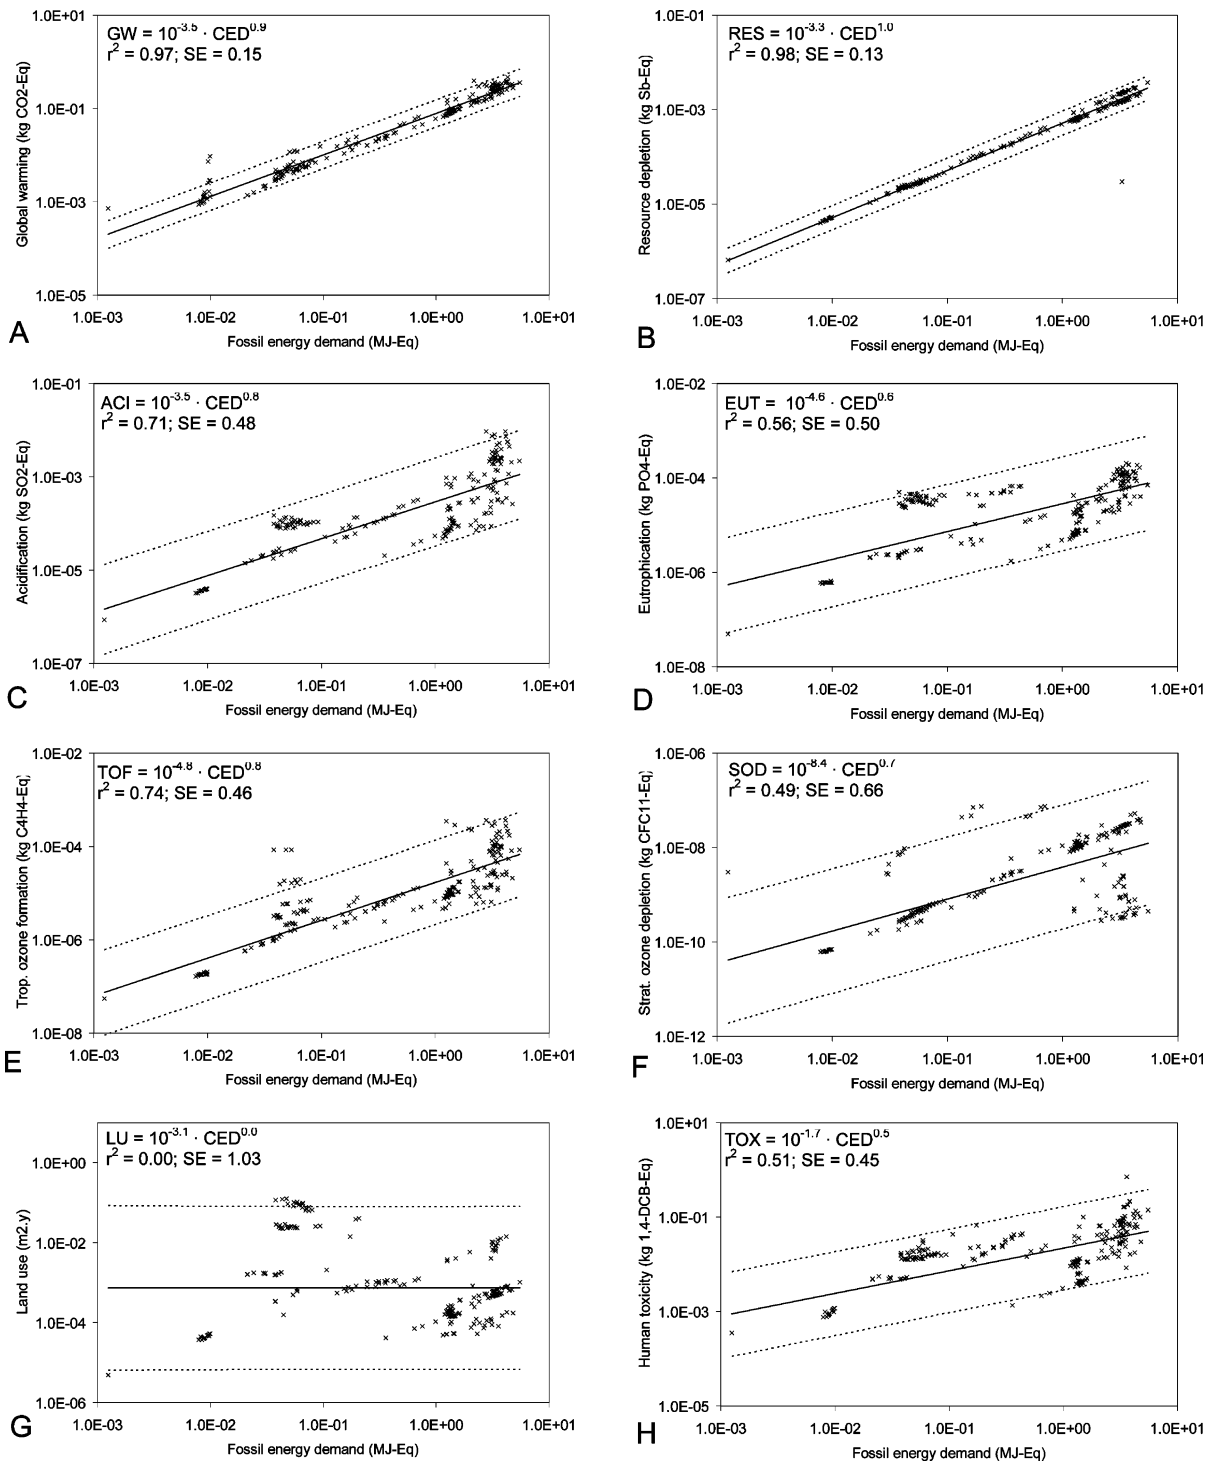 1.0E+01
GW = 10^-3.5 · CED^0.9
r^2 = 0.97; SE = 0.15
1.0E-01
1.0E-03
1.0E-05
Global warming (kg CO2-Eq)
1.0E-03 1.0E-02 1.0E-01 1.0E+00 1.0E+01
Fossil energy demand (MJ-Eq)
A
1.0E-01
RES = 10^-3.3 · CED^1.0
r^2 = 0.98; SE = 0.13
1.0E-03
1.0E-05
1.0E-07
Resource depletion (kg Sb-Eq)
1.0E-03 1.0E-02 1.0E-01 1.0E+00 1.0E+01
Fossil energy demand (MJ-Eq)
B
1.0E-01
ACI = 10^-3.5 · CED^0.8
r^2 = 0.71; SE = 0.48
1.0E-03
1.0E-05
1.0E-07
Acidification (kg SO2-Eq)
1.0E-03 1.0E-02 1.0E-01 1.0E+00 1.0E+01
Fossil energy demand (MJ-Eq)
C
1.0E-02
EUT = 10^-4.6 · CED^0.6
r^2 = 0.56; SE = 0.50
1.0E-04
1.0E-06
1.0E-08
Eutrophication (kg PO4-Eq)
1.0E-03 1.0E-02 1.0E-01 1.0E+00 1.0E+01
Fossil energy demand (MJ-Eq)
D
1.0E-02
TOF = 10^-4.8 · CED^0.8
r^2 = 0.74; SE = 0.46
1.0E-04
1.0E-06
1.0E-08
Trop. ozone formation (kg C4H4-Eq)
1.0E-03 1.0E-02 1.0E-01 1.0E+00 1.0E+01
Fossil energy demand (MJ-Eq)
E
1.0E-06
SOD = 10^-8.4 · CED^0.7
r^2 = 0.49; SE = 0.66
1.0E-08
1.0E-10
1.0E-12
Strat. ozone depletion (kg CFC11-Eq)
1.0E-03 1.0E-02 1.0E-01 1.0E+00 1.0E+01
Fossil energy demand (MJ-Eq)
F
LU = 10^-3.1 · CED^0.0
r^2 = 0.00; SE = 1.03
1.0E+00
1.0E-02
1.0E-04
1.0E-06
Land use (m2.y)
1.0E-03 1.0E-02 1.0E-01 1.0E+00 1.0E+01
Fossil energy demand (MJ-Eq)
G
1.0E+01
TOX = 10^-1.7 · CED^0.5
r^2 = 0.51; SE = 0.45
1.0E-01
1.0E-03
1.0E-05
Human toxicity (kg 1,4-DCB-Eq)
1.0E-03 1.0E-02 1.0E-01 1.0E+00 1.0E+01
Fossil energy demand (MJ-Eq)
H